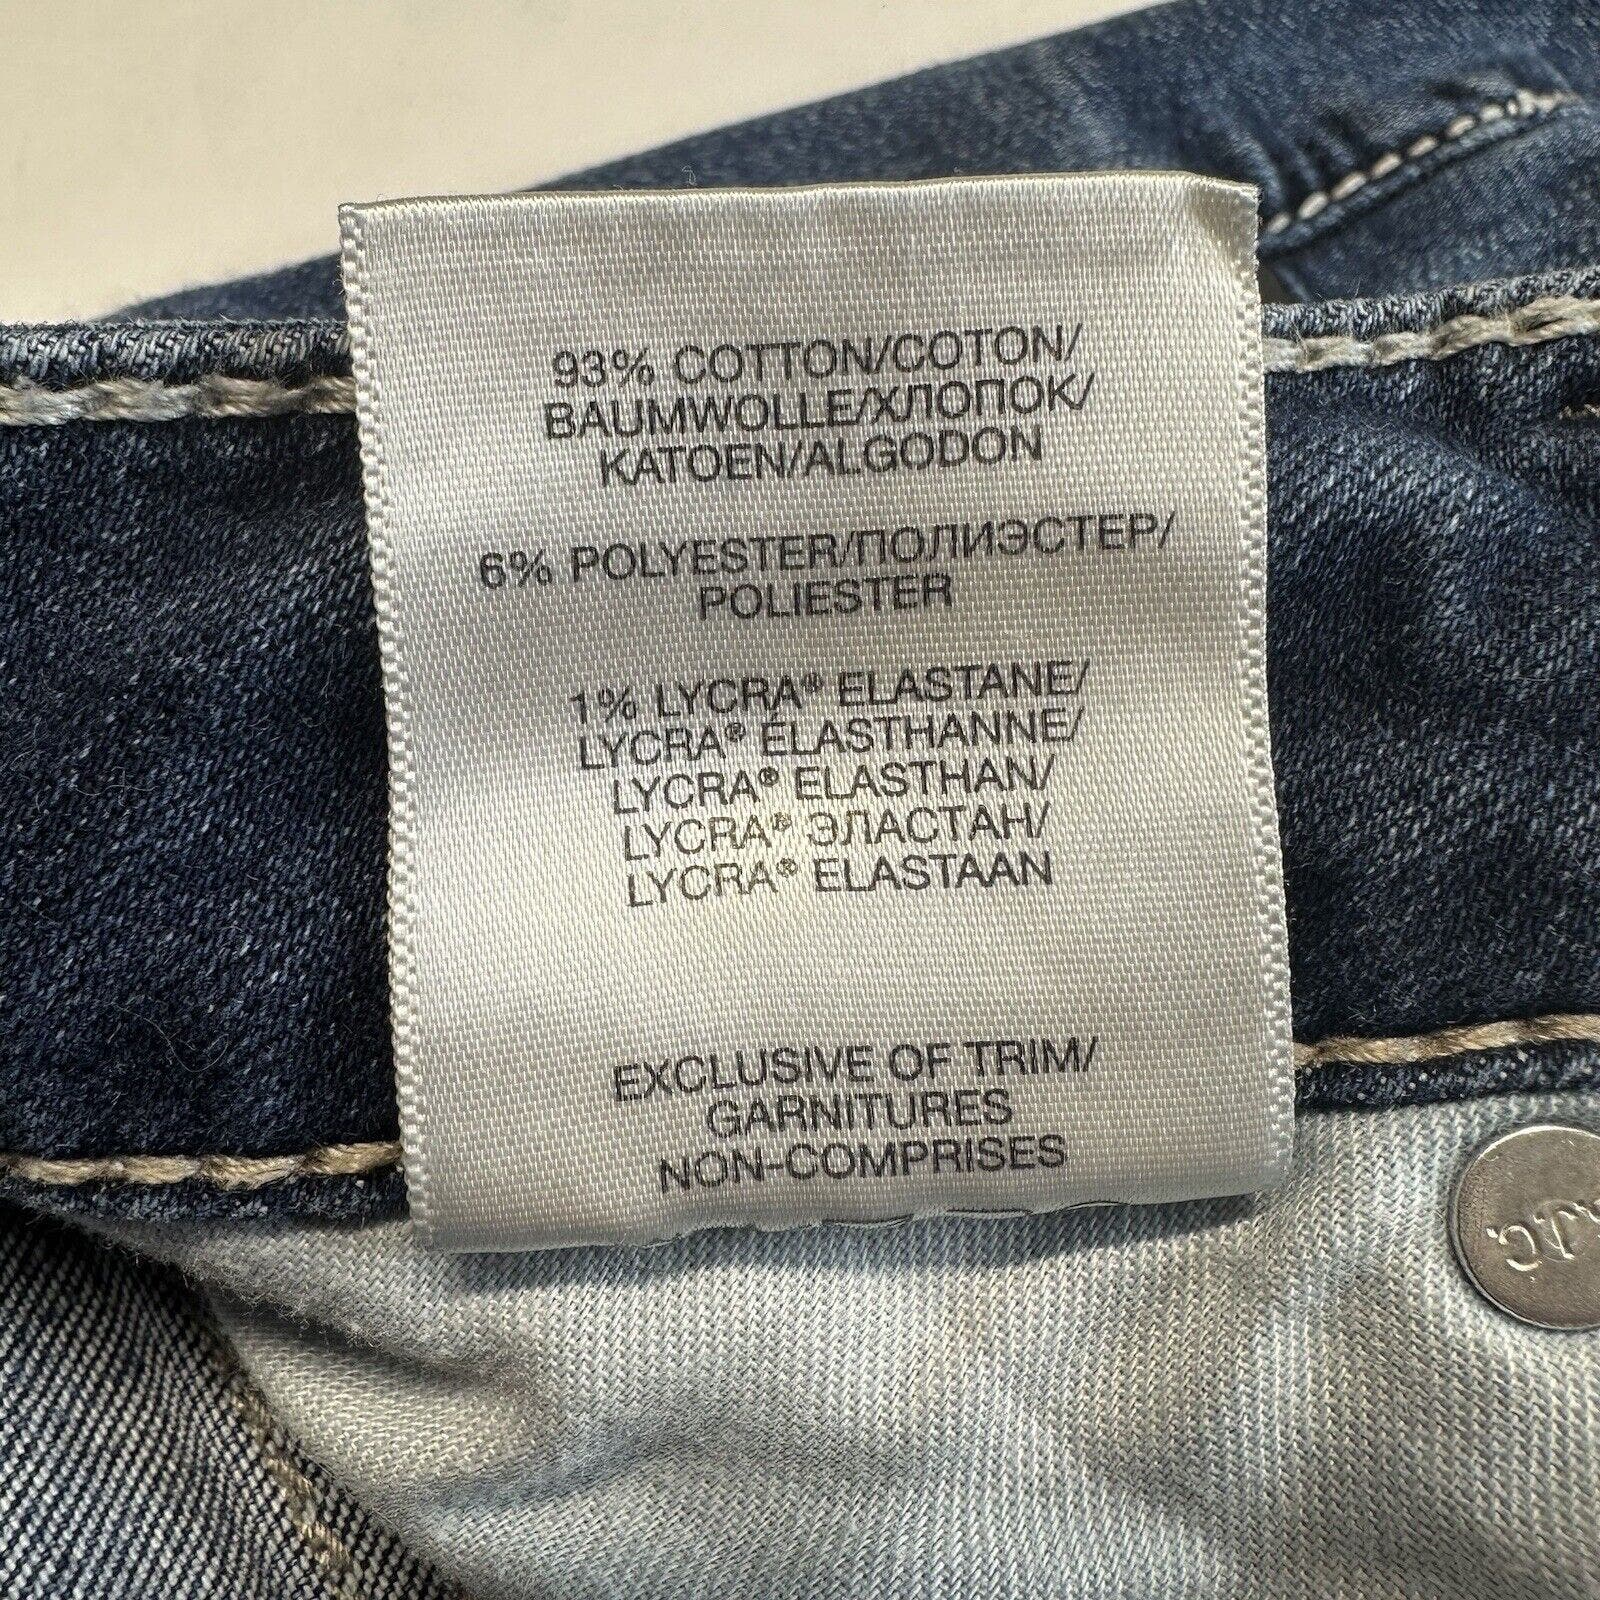 93% COTTON/COTON/
BAUMWOLLE/ХЛОПОК/
KATOEN/ALGODON
6% POLYESTER/ПОЛИЭСТЕР/
POLIESTER
1% LYCRA® ELASTANE/
LYCRA® ÉLASTHANNE/
LYCRA® ELASTHAN/
LYCRA® ЭЛАСТАН/
LYCRA® ELASTAAN
EXCLUSIVE OF TRIM/
GARNITURES
NON-COMPRISES